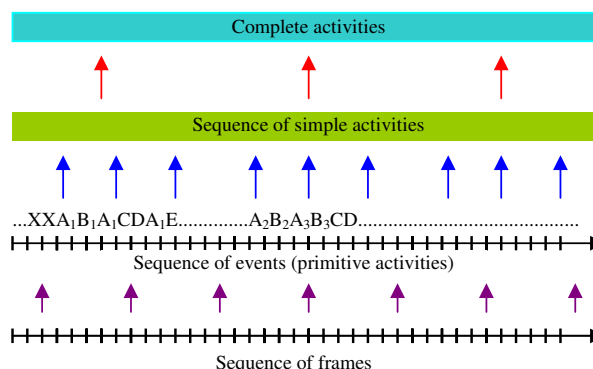 Complete activities
Sequence of simple activities
...XXA₁B₁A₁CDA₁E..............A₂B₂A₃B₃CD............................................
Sequence of events (primitive activities)
Sequence of frames